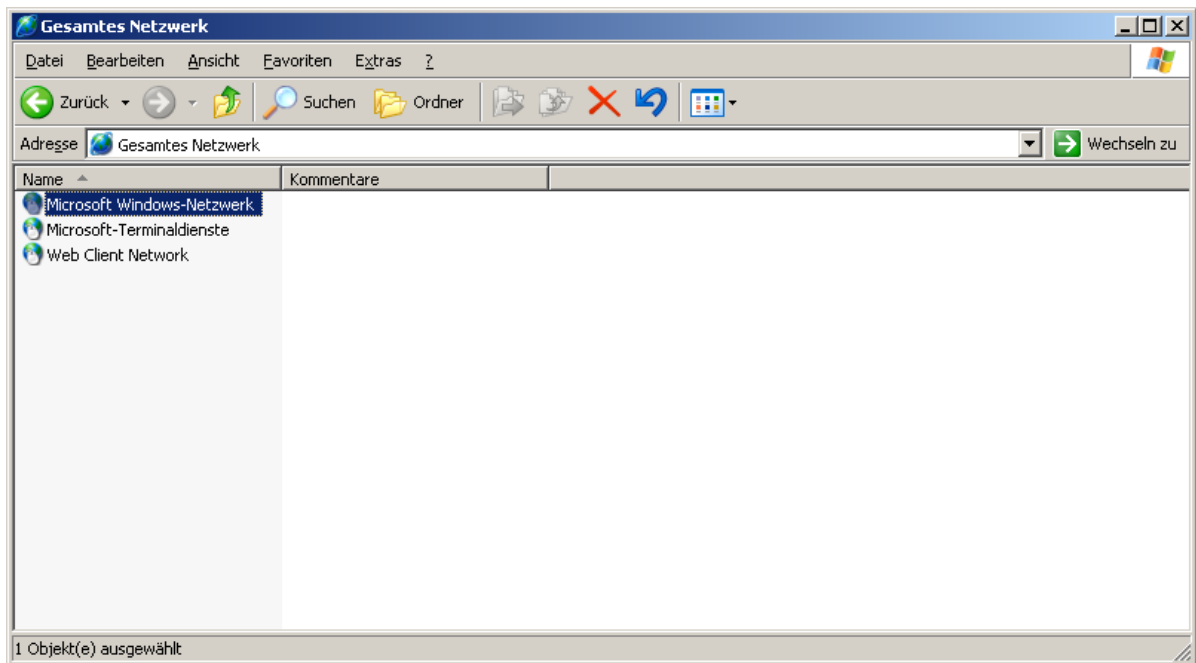 Gesamtes Netzwerk
Datei Bearbeiten Ansicht Favoriten Extras ?
Zurück Suchen Ordner
Adresse Gesamtes Netzwerk Wechseln zu
Name Kommentare
Microsoft Windows-Netzwerk
Microsoft-Terminaldienste
Web Client Network
1 Objekt(e) ausgewählt